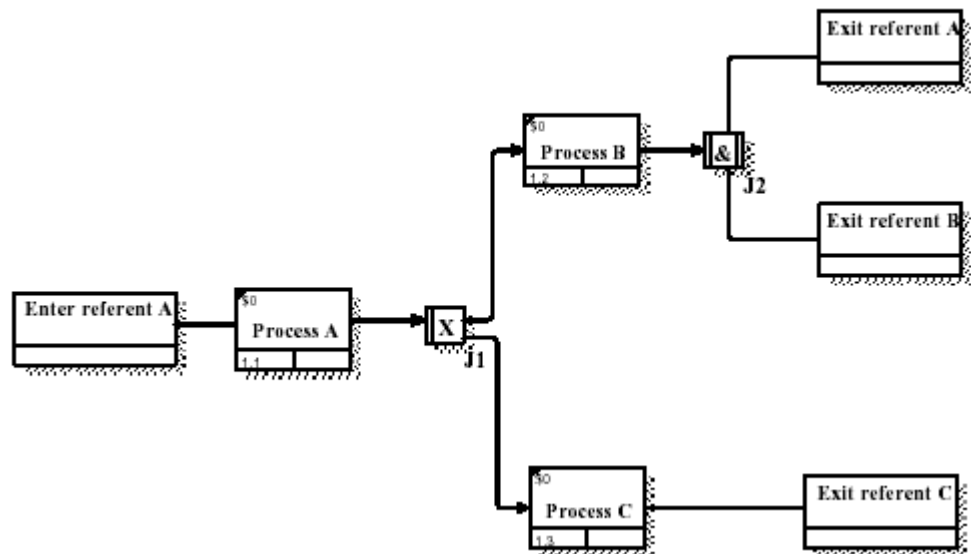 Exit referent A
$0
Process B
1.2
&
J2
Exit referent B
Enter referent A
$0
Process A
1.1
X
J1
$0
Process C
1.3
Exit referent C